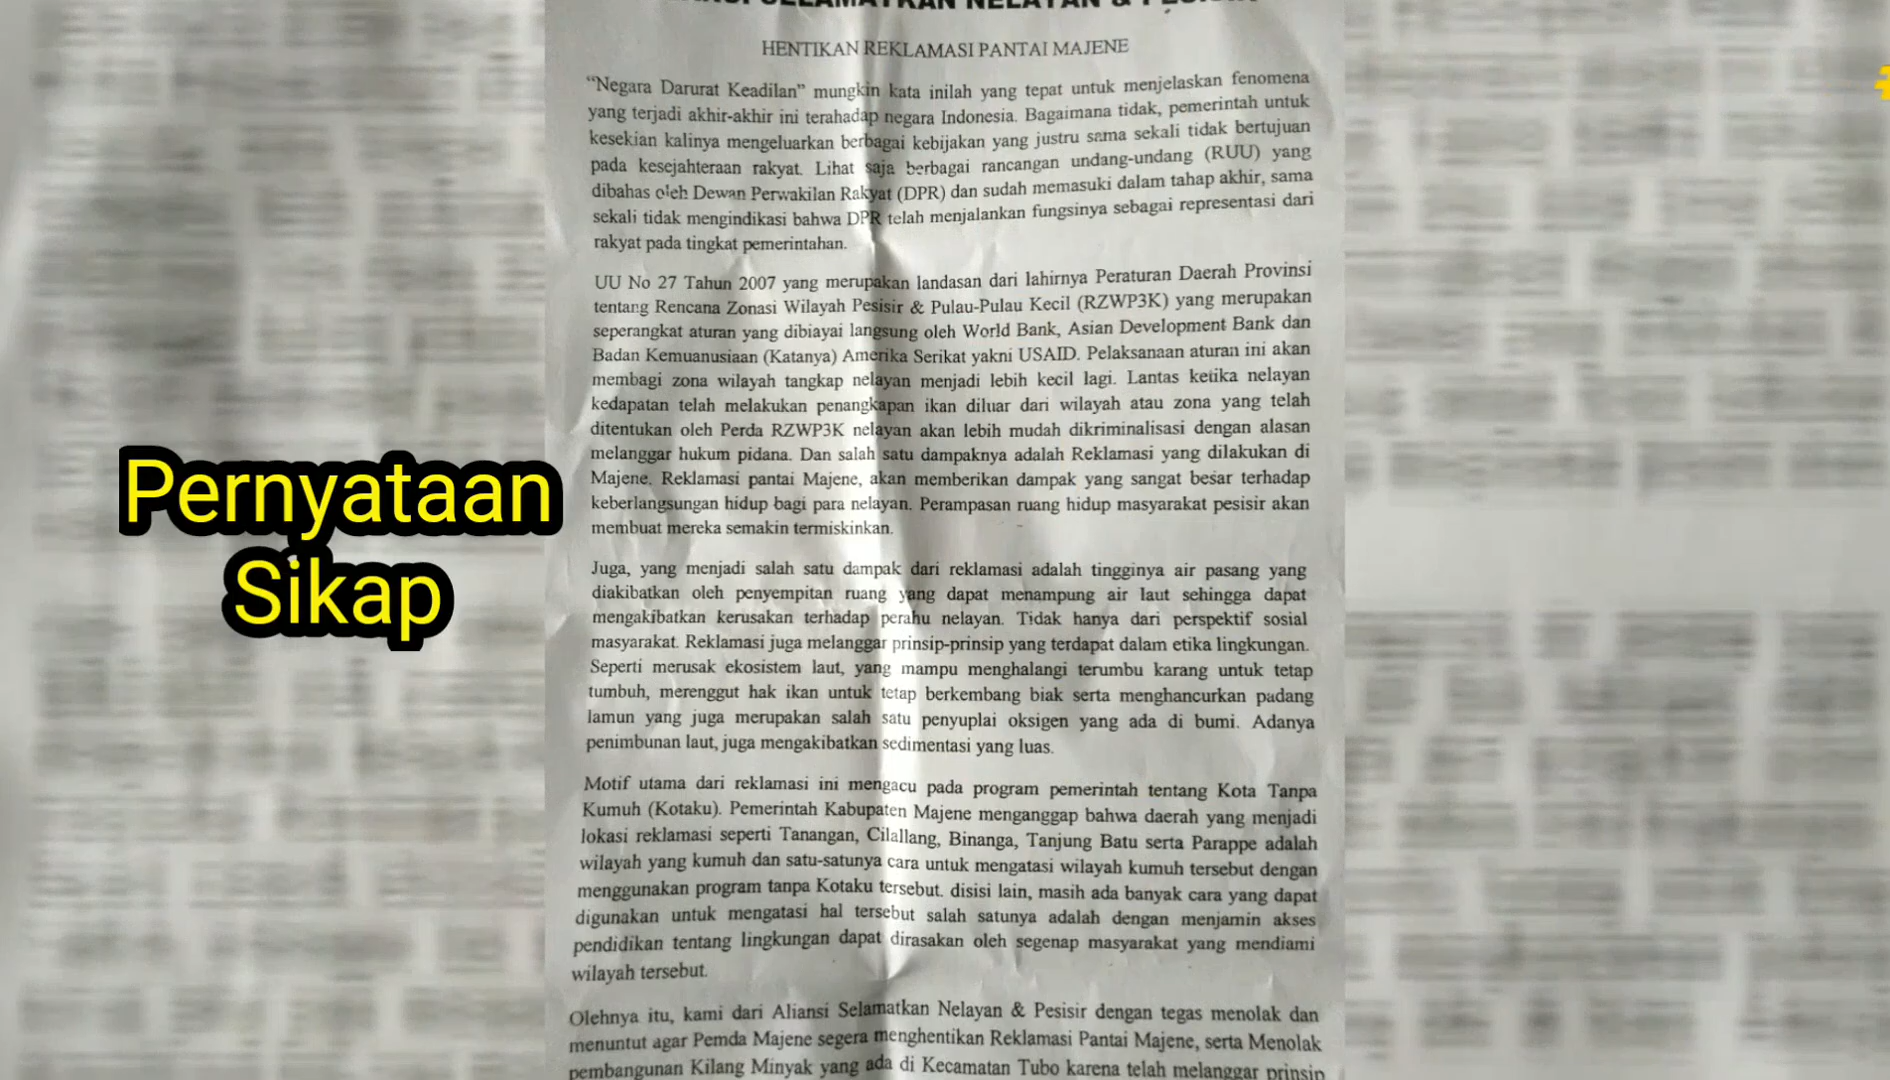 SELAMATKAN NELAYAN &
HENTIKAN REKLAMASI PANTAI MAJENE
“Negara Darurat Keadilan” mungkin kata inilah yang tepat untuk menjelaskan fenomena
yang terjadi akhir-akhir ini terahadap negara Indonesia. Bagaimana tidak, pemerintah untuk
kesekian kalinya mengeluarkan berbagai kebijakan yang justru sama sekali tidak bertujuan
pada kesejahteraan rakyat. Lihat saja berbagai rancangan undang-undang (RUU) yang
dibahas oleh Dewan Perwakilan Rakyat (DPR) dan sudah memasuki dalam tahap akhir, sama
sekali tidak mengindikasi bahwa DPR telah menjalankan fungsinya sebagai representasi dari
rakyat pada tingkat pemerintahan.
UU No 27 Tahun 2007 yang merupakan landasan dari lahirnya Peraturan Daerah Provinsi
tentang Rencana Zonasi Wilayah Pesisir & Pulau-Pulau Kecil (RZWP3K) yang merupakan
seperangkat aturan yang dibiayai langsung oleh World Bank, Asian Development Bank dan
Badan Kemuanusiaan (Katanya) Amerika Serikat yakni USAID. Pelaksanaan aturan ini akan
membagi zona wilayah tangkap nelayan menjadi lebih kecil lagi. Lantas ketika nelayan
kedapatan telah melakukan penangkapan ikan diluar dari wilayah atau zona yang telah
ditentukan oleh Perda RZWP3K nelayan akan lebih mudah dikriminalisasi dengan alasan
melanggar hukum pidana. Dan salah satu dampaknya adalah Reklamasi yang dilakukan di
Majene. Reklamasi pantai Majene, akan memberikan dampak yang sangat besar terhadap
keberlangsungan hidup bagi para nelayan. Perampasan ruang hidup masyarakat pesisir akan
membuat mereka semakin termiskinkan.
Pernyataan
Sikap
Juga, yang menjadi salah satu dampak dari reklamasi adalah tingginya air pasang yang
diakibatkan oleh penyempitan ruang yang dapat menampung air laut sehingga dapat
mengakibatkan kerusakan terhadap perahu nelayan. Tidak hanya dari perspektif sosial
masyarakat. Reklamasi juga melanggar prinsip-prinsip yang terdapat dalam etika lingkungan.
Seperti merusak ekosistem laut, yang mampu menghalangi terumbu karang untuk tetap
tumbuh, merenggut hak ikan untuk tetap berkembang biak serta menghancurkan padang
lamun yang juga merupakan salah satu penyuplai oksigen yang ada di bumi. Adanya
penimbunan laut, juga mengakibatkan sedimentasi yang luas.
Motif utama dari reklamasi ini mengacu pada program pemerintah tentang Kota Tanpa
Kumuh (Kotaku). Pemerintah Kabupaten Majene menganggap bahwa daerah yang menjadi
lokasi reklamasi seperti Tanangan, Cilallang, Binanga, Tanjung Batu serta Parappe adalah
wilayah yang kumuh dan satu-satunya cara untuk mengatasi wilayah kumuh tersebut dengan
menggunakan program tanpa Kotaku tersebut. disisi lain, masih ada banyak cara yang dapat
digunakan untuk mengatasi hal tersebut salah satunya adalah dengan menjamin akses
pendidikan tentang lingkungan dapat dirasakan oleh segenap masyarakat yang mendiami
wilayah tersebut.
Olehnya itu, kami dari Aliansi Selamatkan Nelayan & Pesisir dengan tegas menolak dan
menuntut agar Pemda Majene segera menghentikan Reklamasi Pantai Majene, serta Menolak
pembangunan Kilang Minyak yang ada di Kecamatan Tubo karena telah melanggar prinsip